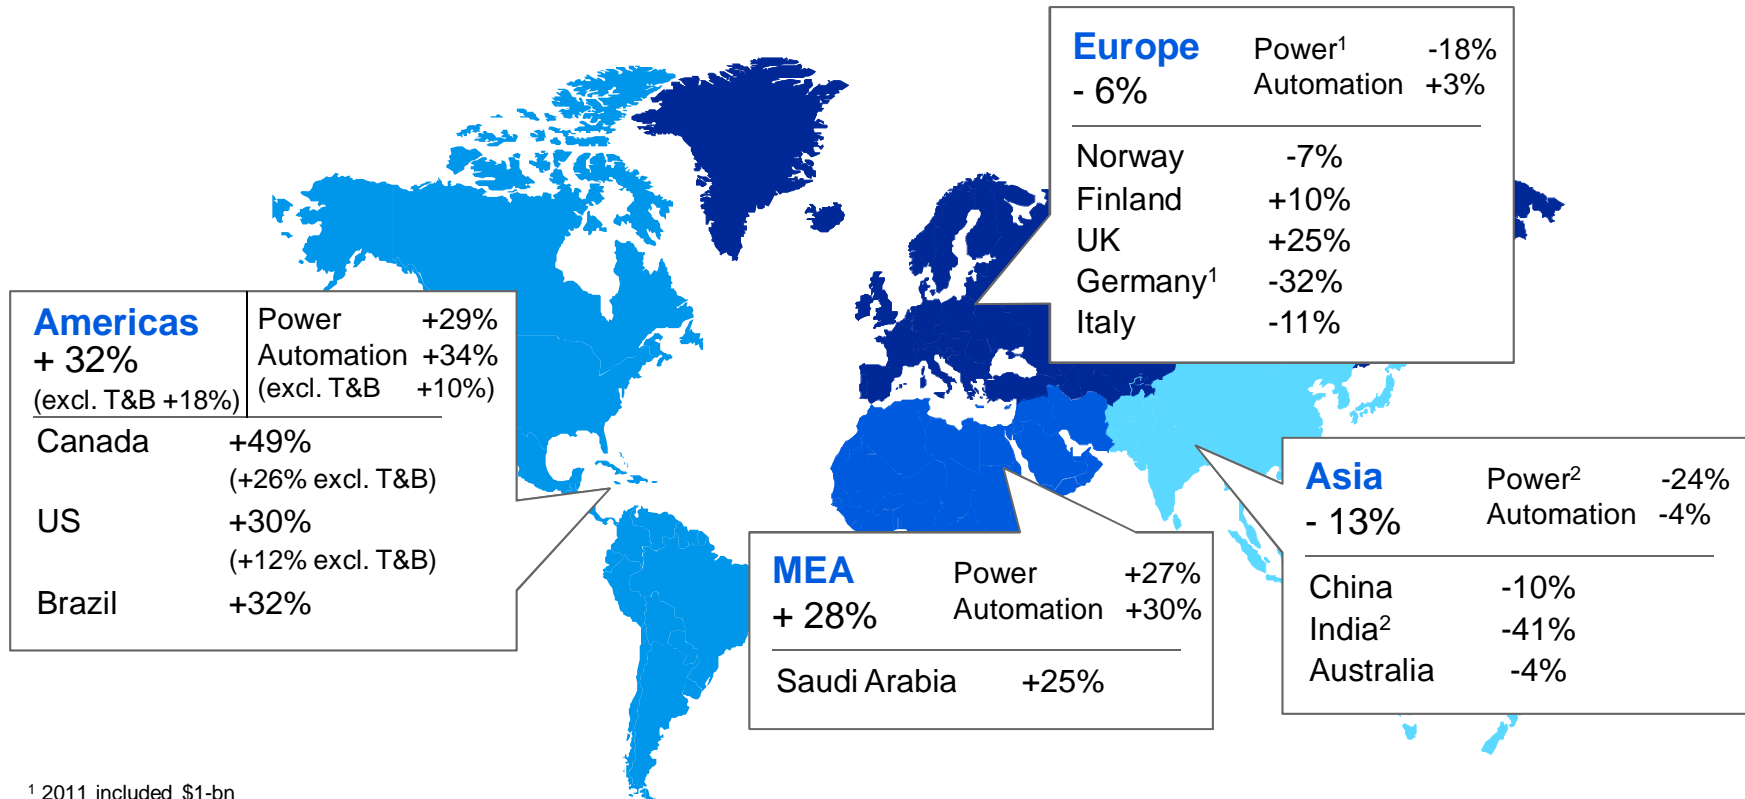 Europe Power¹ -18%
- 6% Automation +3%
Norway -7%
Finland +10%
UK +25%
Germany¹ -32%
Italy -11%
Americas Power +29%
+ 32% Automation +34%
(excl. T&B +18%) (excl. T&B +10%)
Canada +49%
(+26% excl. T&B)
US +30%
(+12% excl. T&B)
Brazil +32%
MEA Power +27%
+ 28% Automation +30%
Saudi Arabia +25%
Asia Power² -24%
- 13% Automation -4%
China -10%
India² -41%
Australia -4%
¹ 2011 included $1-bn